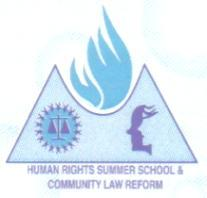 HUMAN RIGHTS SUMMER SCHOOL &
COMMUNITY LAW REFORM